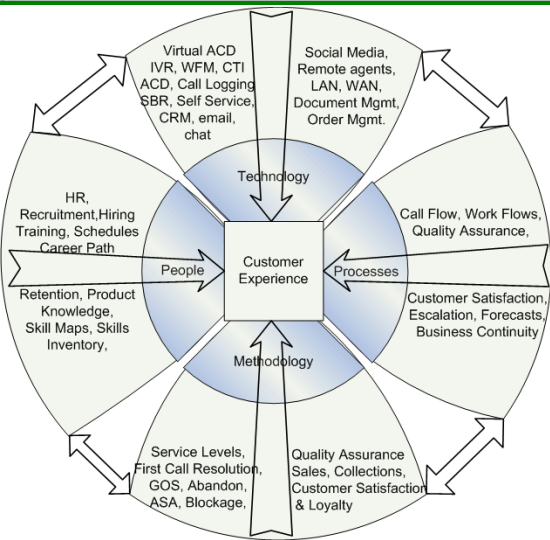 Virtual ACD
IVR, WFM, CTI
ACD, Call Logging
SBR, Self Service,
CRM, email,
chat
Social Media,
Remote agents,
LAN, WAN,
Document Mgmt,
Order Mgmt.
Technology
HR,
Recruitment,Hiring
Training, Schedules
Career Path
Retention, Product
Knowledge,
Skill Maps, Skills
Inventory,
People
Customer
Experience
Processes
Call Flow, Work Flows,
Quality Assurance,
Customer Satisfaction,
Escalation, Forecasts,
Business Continuity
Methodology
Service Levels,
First Call Resolution,
GOS, Abandon,
ASA, Blockage,
Quality Assurance
Sales, Collections,
Customer Satisfaction
& Loyalty